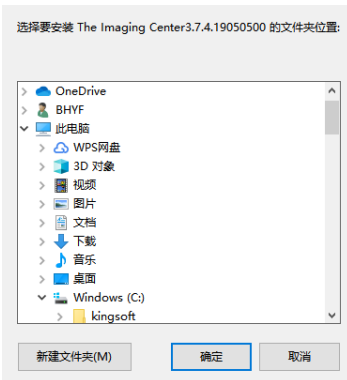 选择要安装 The Imaging Center3.7.4.19050500 的文件夹位置:
OneDrive
BHYF
此电脑
WPS网盘
3D 对象
视频
图片
文档
下载
音乐
桌面
Windows (C:)
kingsoft
新建文件夹(M)
确定
取消